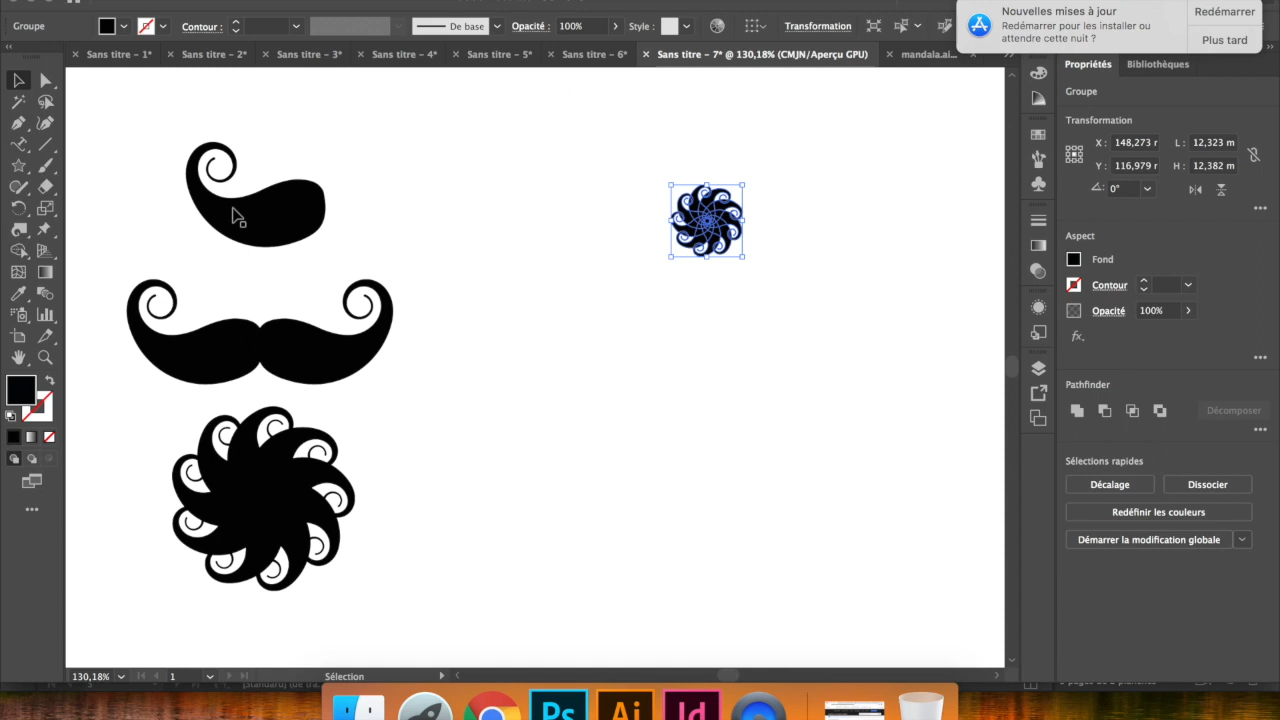 Groupe
Contour :
De base
Opacité :
100%
Style :
Transformation
Nouvelles mises à jour
Redémarrer pour les installer ou
attendre cette nuit ?
Redémarrer
Plus tard
Sans titre – 1*
Sans titre – 2*
Sans titre – 3*
Sans titre – 4*
Sans titre – 5*
Sans titre – 6*
Sans titre – 7* @ 130,18% (CMJN/Aperçu GPU)
mandala.ai...
Propriétés
Bibliothèques
Groupe
Transformation
X : 148,273 r
L : 12,323 m
Y : 116,979 r
H : 12,382 m
0°
Aspect
Fond
Contour
Opacité
100%
fx.
Pathfinder
Décomposer
Sélections rapides
Décalage
Dissocier
Redéfinir les couleurs
Démarrer la modification globale
130,18%
1
Sélection
Ps
Ai
Id